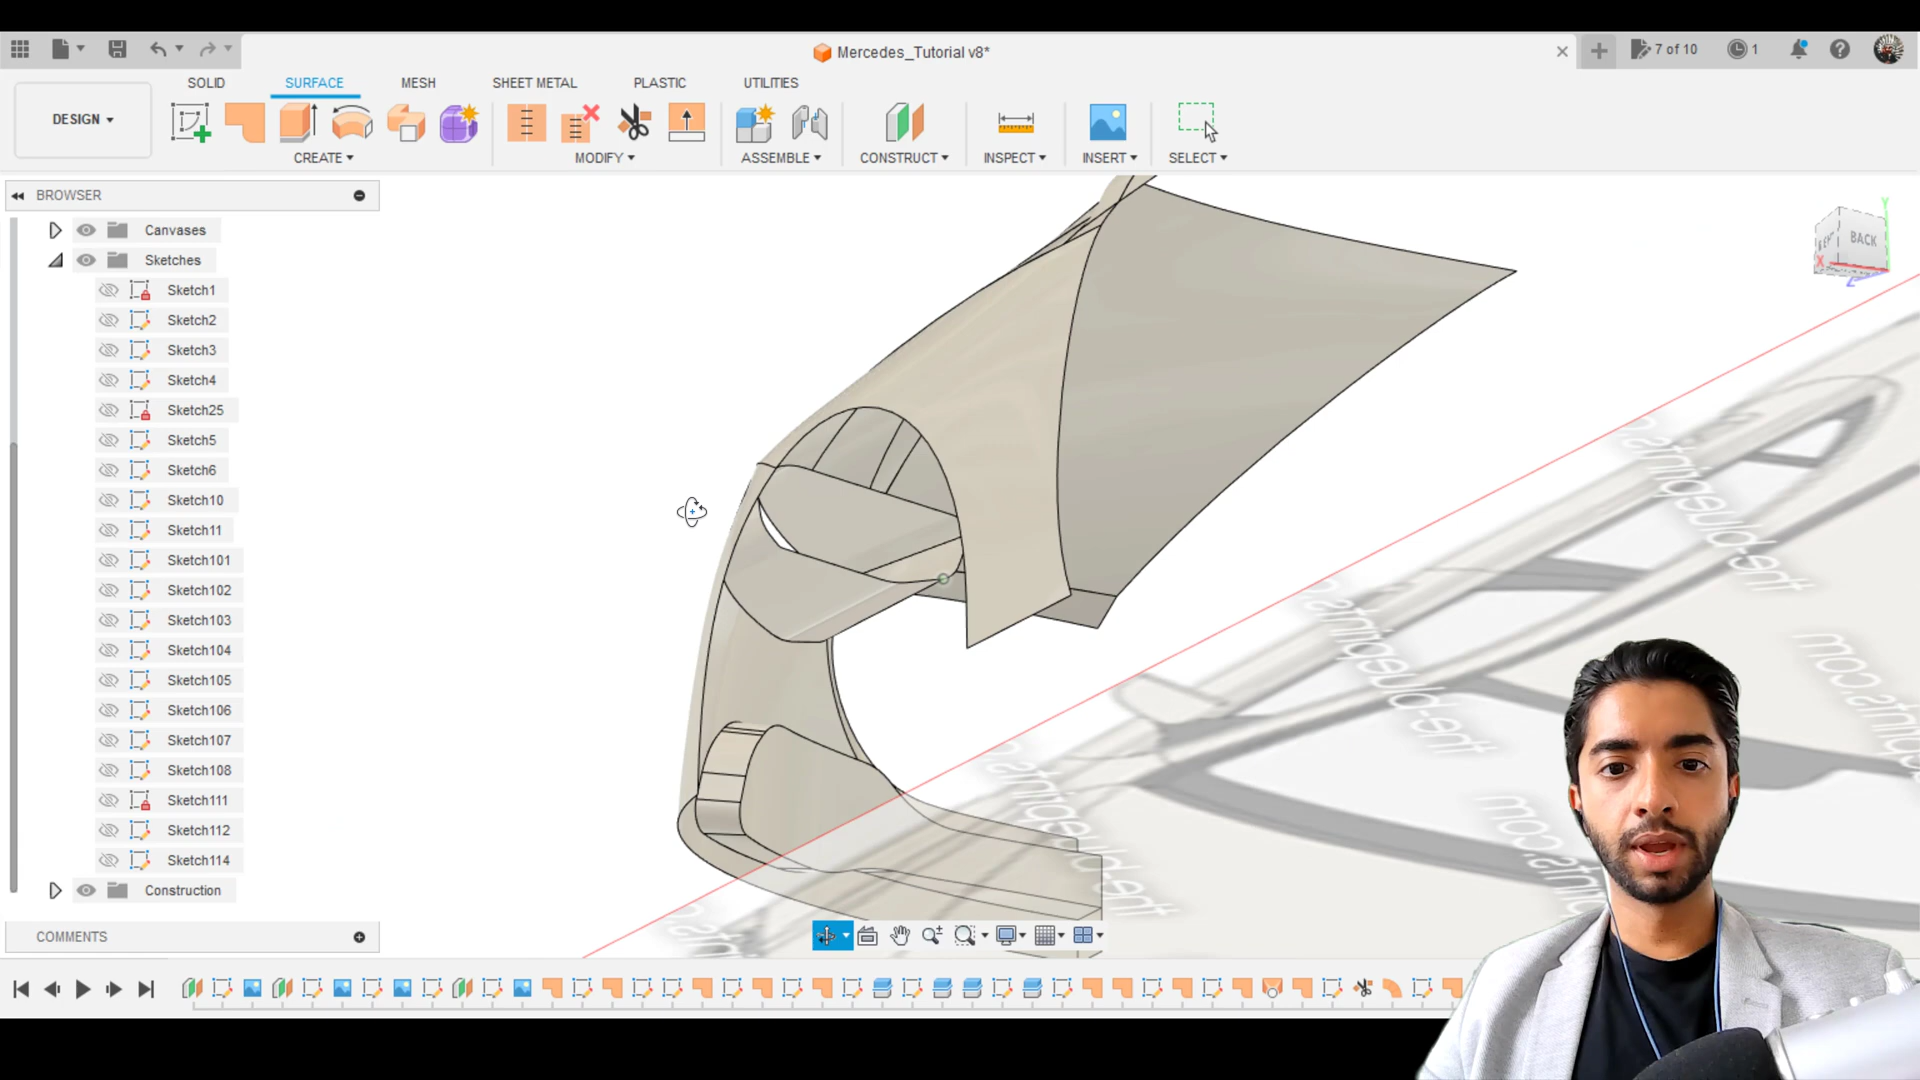 Mercedes_Tutorial v8*
7 of 10
1
SOLID
SURFACE
MESH
SHEET METAL
PLASTIC
UTILITIES
DESIGN
CREATE
MODIFY
ASSEMBLE
CONSTRUCT
INSPECT
INSERT
SELECT
BROWSER
Canvases
Sketches
Sketch1
Sketch2
Sketch3
Sketch4
Sketch25
Sketch5
Sketch6
Sketch10
Sketch11
Sketch101
Sketch102
Sketch103
Sketch104
Sketch105
Sketch106
Sketch107
Sketch108
Sketch111
Sketch112
Sketch114
Construction
COMMENTS
BACK
X
Y
Z